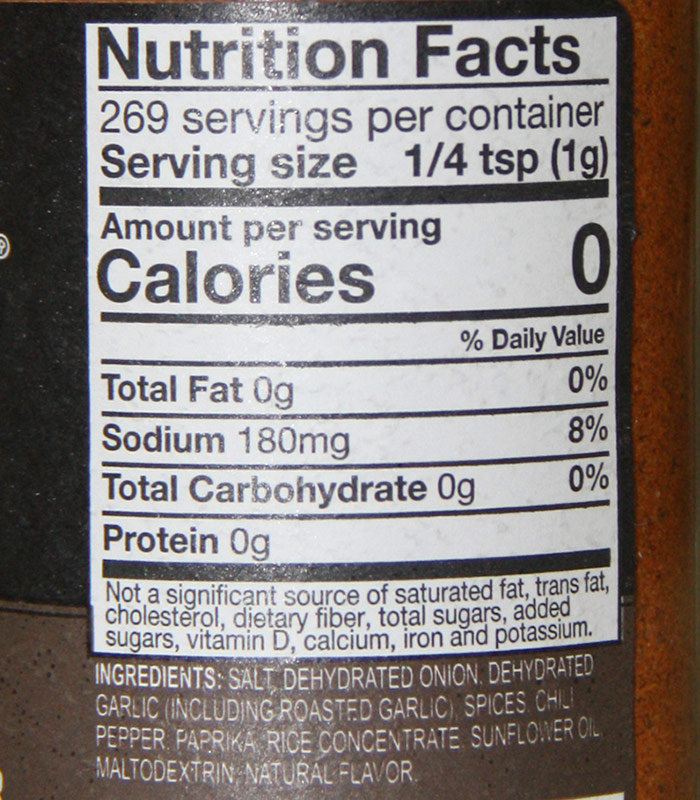 Nutrition Facts
269 servings per container
Serving size 1/4 tsp (1g)
Amount per serving
Calories 0
% Daily Value
Total Fat 0g 0%
Sodium 180mg 8%
Total Carbohydrate 0g 0%
Protein 0g
Not a significant source of saturated fat, trans fat,
cholesterol, dietary fiber, total sugars, added
sugars, vitamin D, calcium, iron and potassium.
INGREDIENTS: SALT, DEHYDRATED ONION, DEHYDRATED
GARLIC (INCLUDING ROASTED GARLIC), SPICES, CHILI
PEPPER, PAPRIKA, RICE CONCENTRATE, SUNFLOWER OIL,
MALTODEXTRIN, NATURAL FLAVOR.
®